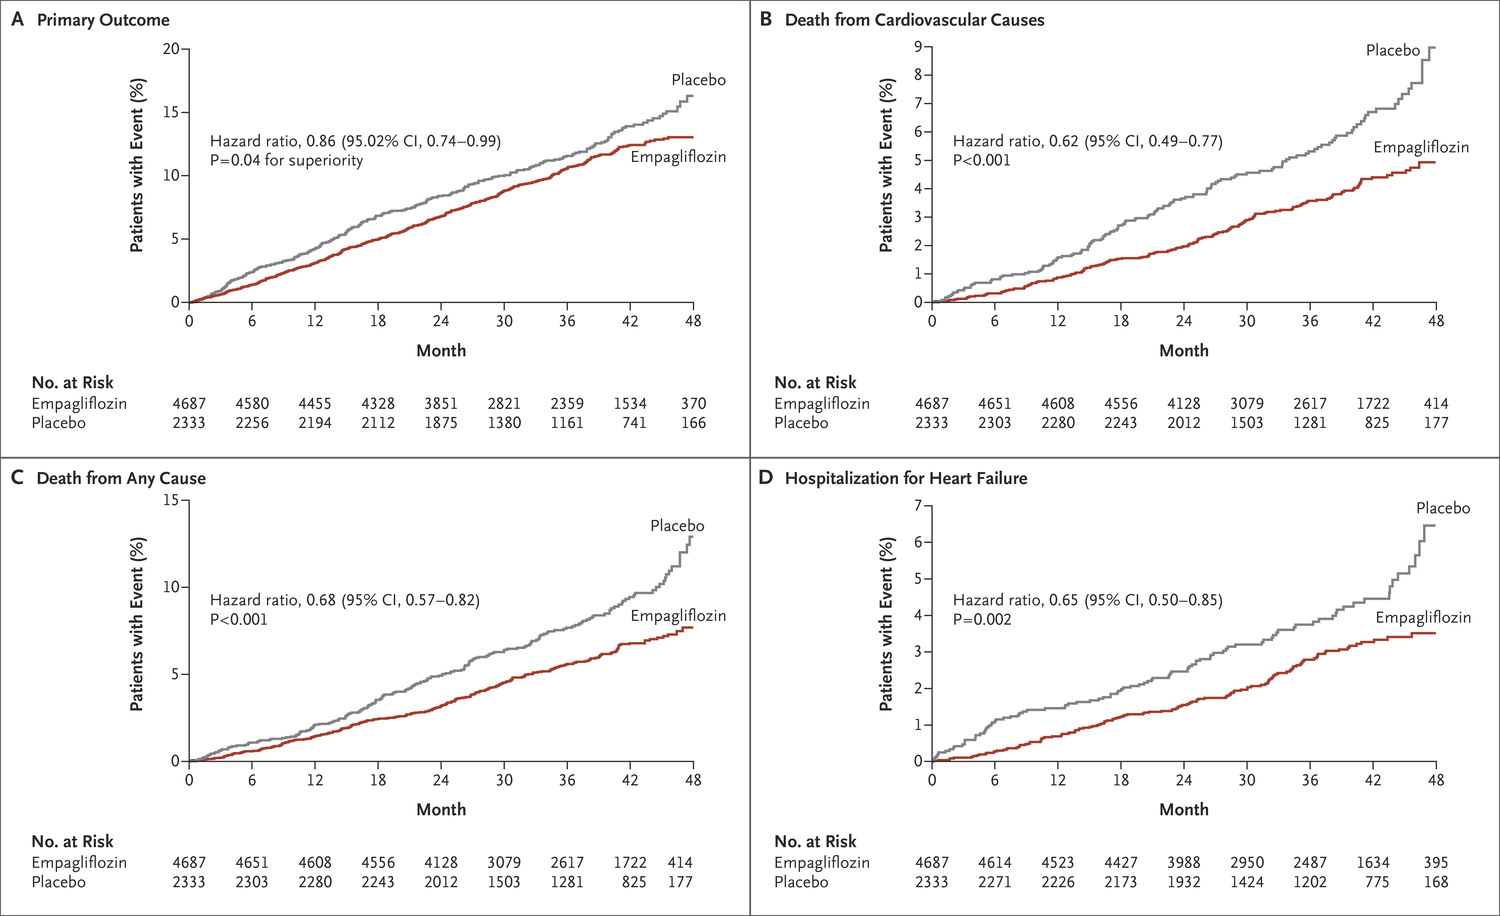 A Primary Outcome
20
15
10
5
0
Patients with Event (%)
Placebo
Hazard ratio, 0.86 (95.02% CI, 0.74–0.99)
P=0.04 for superiority
Empagliflozin
0 6 12 18 24 30 36 42 48
Month
No. at Risk
Empagliflozin 4687 4580 4455 4328 3851 2821 2359 1534 370
Placebo 2333 2256 2194 2112 1875 1380 1161 741 166
B Death from Cardiovascular Causes
9
8
7
6
5
4
3
2
1
0
Patients with Event (%)
Placebo
Hazard ratio, 0.62 (95% CI, 0.49–0.77)
P<0.001
Empagliflozin
0 6 12 18 24 30 36 42 48
Month
No. at Risk
Empagliflozin 4687 4651 4608 4556 4128 3079 2617 1722 414
Placebo 2333 2303 2280 2243 2012 1503 1281 825 177
C Death from Any Cause
15
10
5
0
Patients with Event (%)
Placebo
Hazard ratio, 0.68 (95% CI, 0.57–0.82)
P<0.001
Empagliflozin
0 6 12 18 24 30 36 42 48
Month
No. at Risk
Empagliflozin 4687 4651 4608 4556 4128 3079 2617 1722 414
Placebo 2333 2303 2280 2243 2012 1503 1281 825 177
D Hospitalization for Heart Failure
7
6
5
4
3
2
1
0
Patients with Event (%)
Placebo
Hazard ratio, 0.65 (95% CI, 0.50–0.85)
P=0.002
Empagliflozin
0 6 12 18 24 30 36 42 48
Month
No. at Risk
Empagliflozin 4687 4614 4523 4427 3988 2950 2487 1634 395
Placebo 2333 2271 2226 2173 1932 1424 1202 775 168